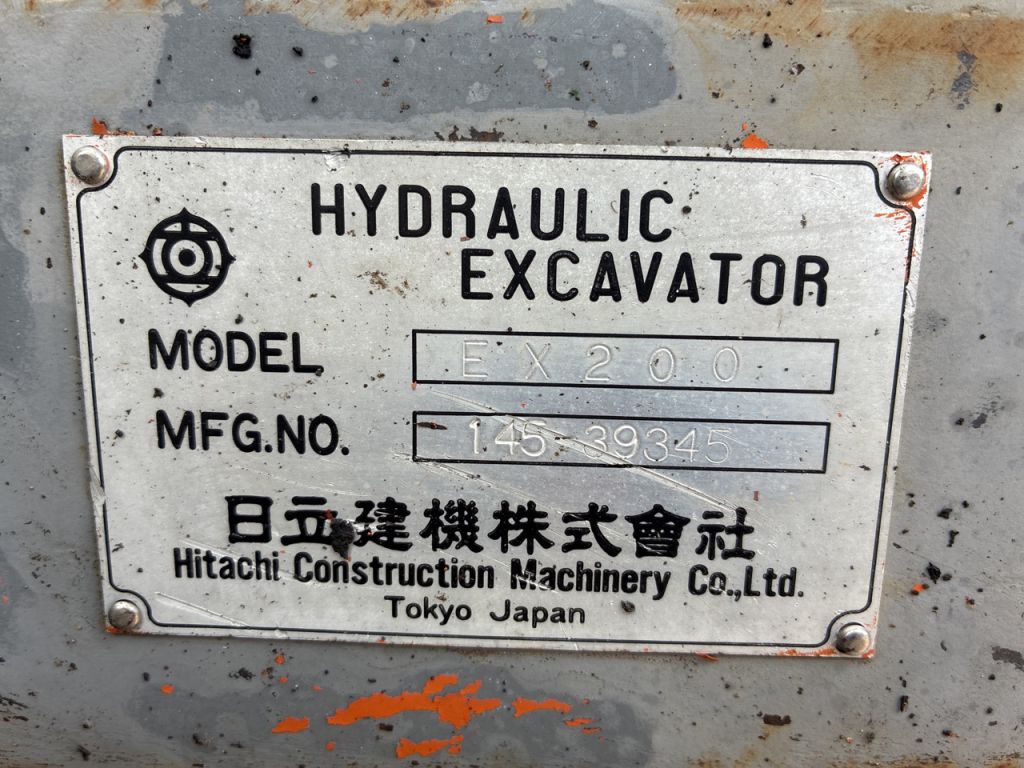 HYDRAULIC
EXCAVATOR
MODEL EX200
MFG.NO. 145-39345
日立建機株式會社
Hitachi Construction Machinery Co.,Ltd.
Tokyo Japan